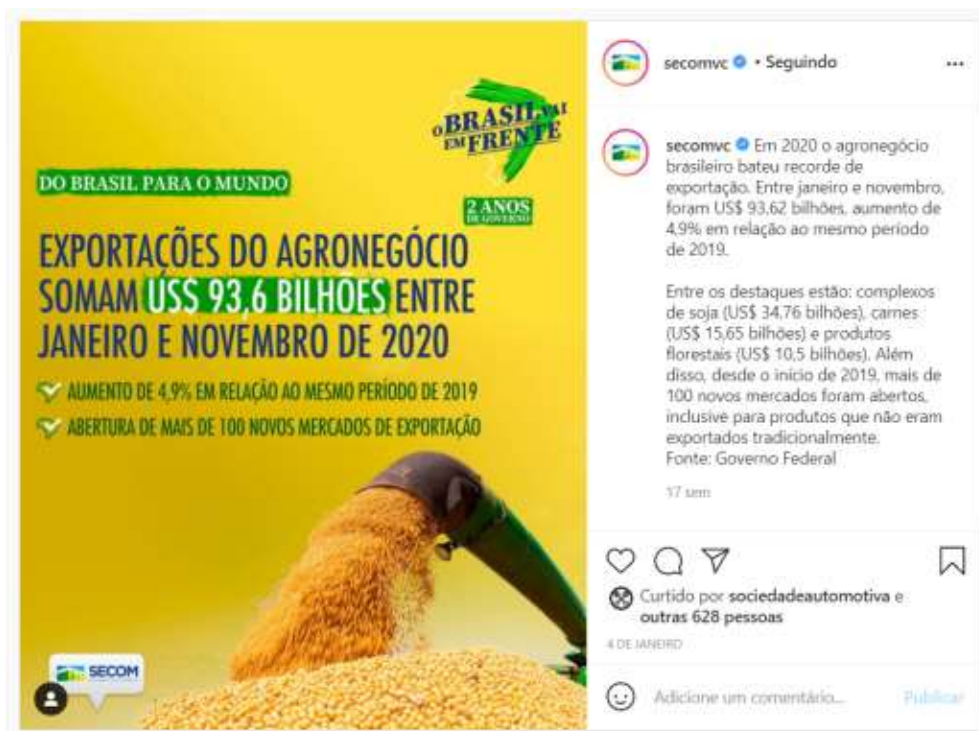 O BRASIL VAI
EM FRENTE
DO BRASIL PARA O MUNDO
2 ANOS
DE GOVERNO
EXPORTAÇÕES DO AGRONEGÓCIO
SOMAM US$ 93,6 BILHÕES ENTRE
JANEIRO E NOVEMBRO DE 2020
AUMENTO DE 4,9% EM RELAÇÃO AO MESMO PERÍODO DE 2019
ABERTURA DE MAIS DE 100 NOVOS MERCADOS DE EXPORTAÇÃO
SECOM
secomvc • Seguindo
secomvc Em 2020 o agronegócio
brasileiro bateu recorde de
exportação. Entre janeiro e novembro,
foram US$ 93,62 bilhões, aumento de
4,9% em relação ao mesmo período
de 2019.
Entre os destaques estão: complexos
de soja (US$ 34,76 bilhões), carnes
(US$ 15,65 bilhões) e produtos
florestais (US$ 10,5 bilhões). Além
disso, desde o início de 2019, mais de
100 novos mercados foram abertos,
inclusive para produtos que não eram
exportados tradicionalmente.
Fonte: Governo Federal
17 sem
Curtido por sociedadeautomotiva e
outras 628 pessoas
4 DE JANEIRO
Adicione um comentário...
Publicar